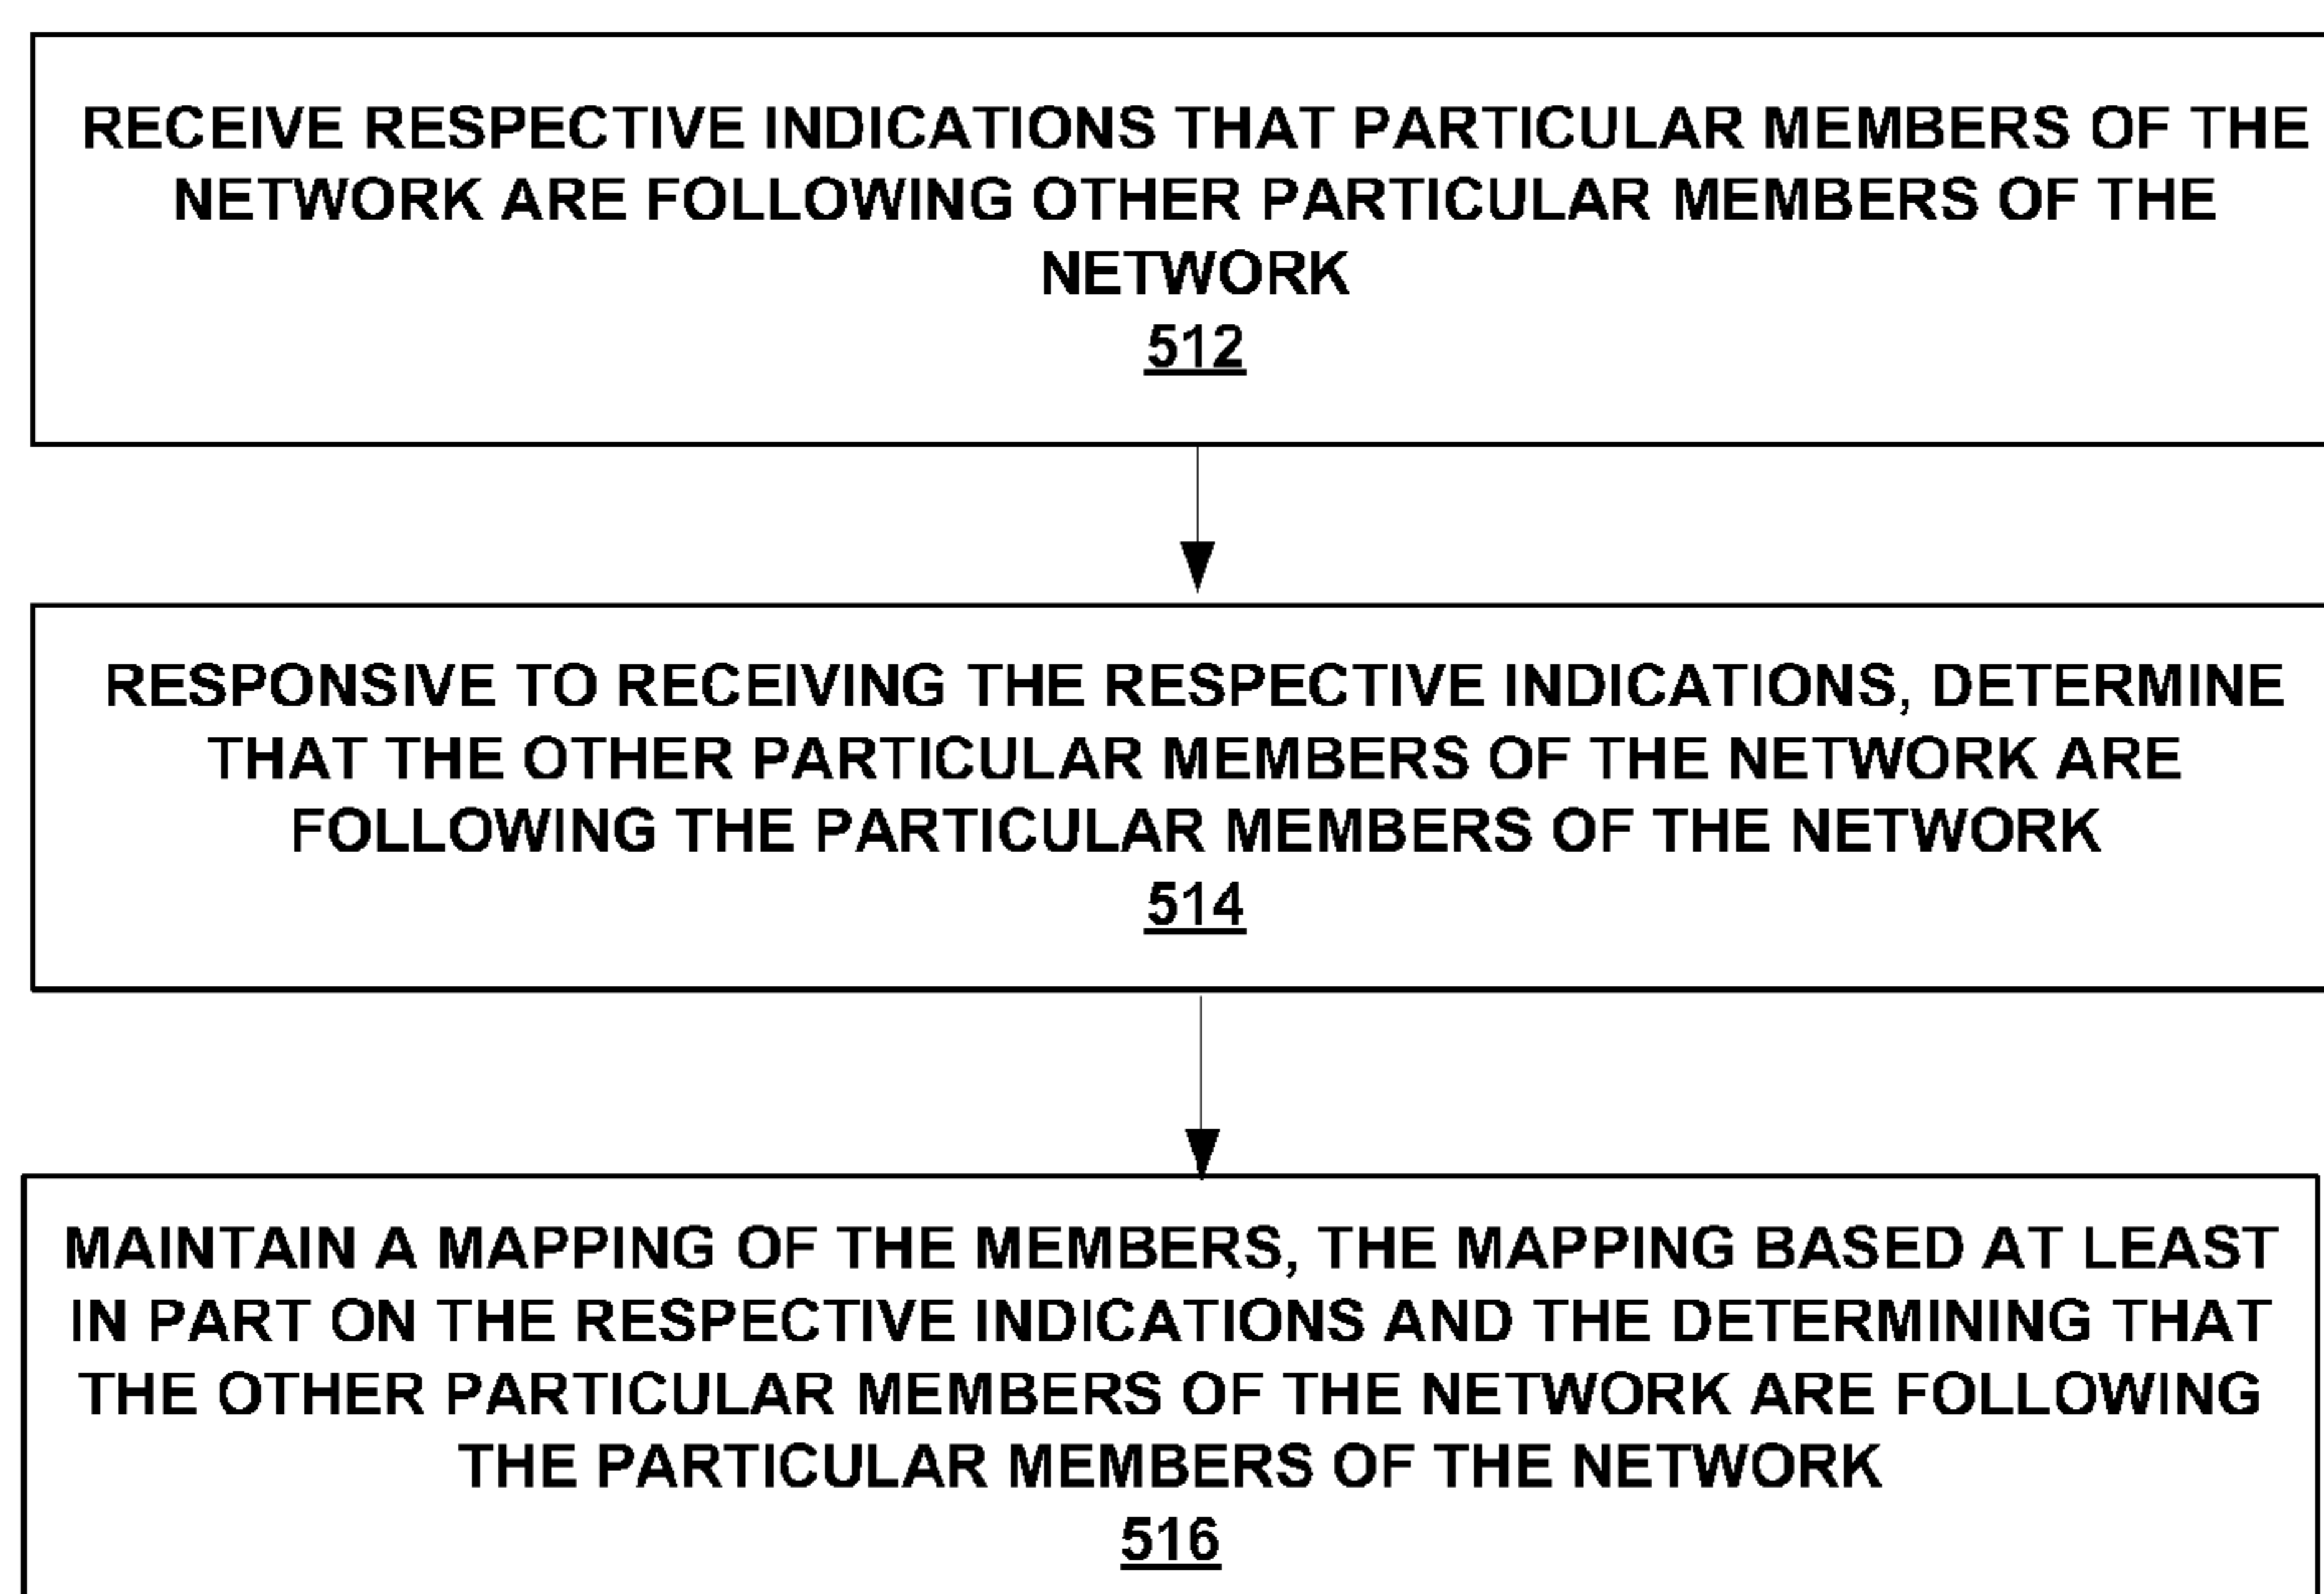 RECEIVE RESPECTIVE INDICATIONS THAT PARTICULAR MEMBERS OF THE
NETWORK ARE FOLLOWING OTHER PARTICULAR MEMBERS OF THE
NETWORK
512
RESPONSIVE TO RECEIVING THE RESPECTIVE INDICATIONS, DETERMINE
THAT THE OTHER PARTICULAR MEMBERS OF THE NETWORK ARE
FOLLOWING THE PARTICULAR MEMBERS OF THE NETWORK
514
MAINTAIN A MAPPING OF THE MEMBERS, THE MAPPING BASED AT LEAST
IN PART ON THE RESPECTIVE INDICATIONS AND THE DETERMINING THAT
THE OTHER PARTICULAR MEMBERS OF THE NETWORK ARE FOLLOWING
THE PARTICULAR MEMBERS OF THE NETWORK
516